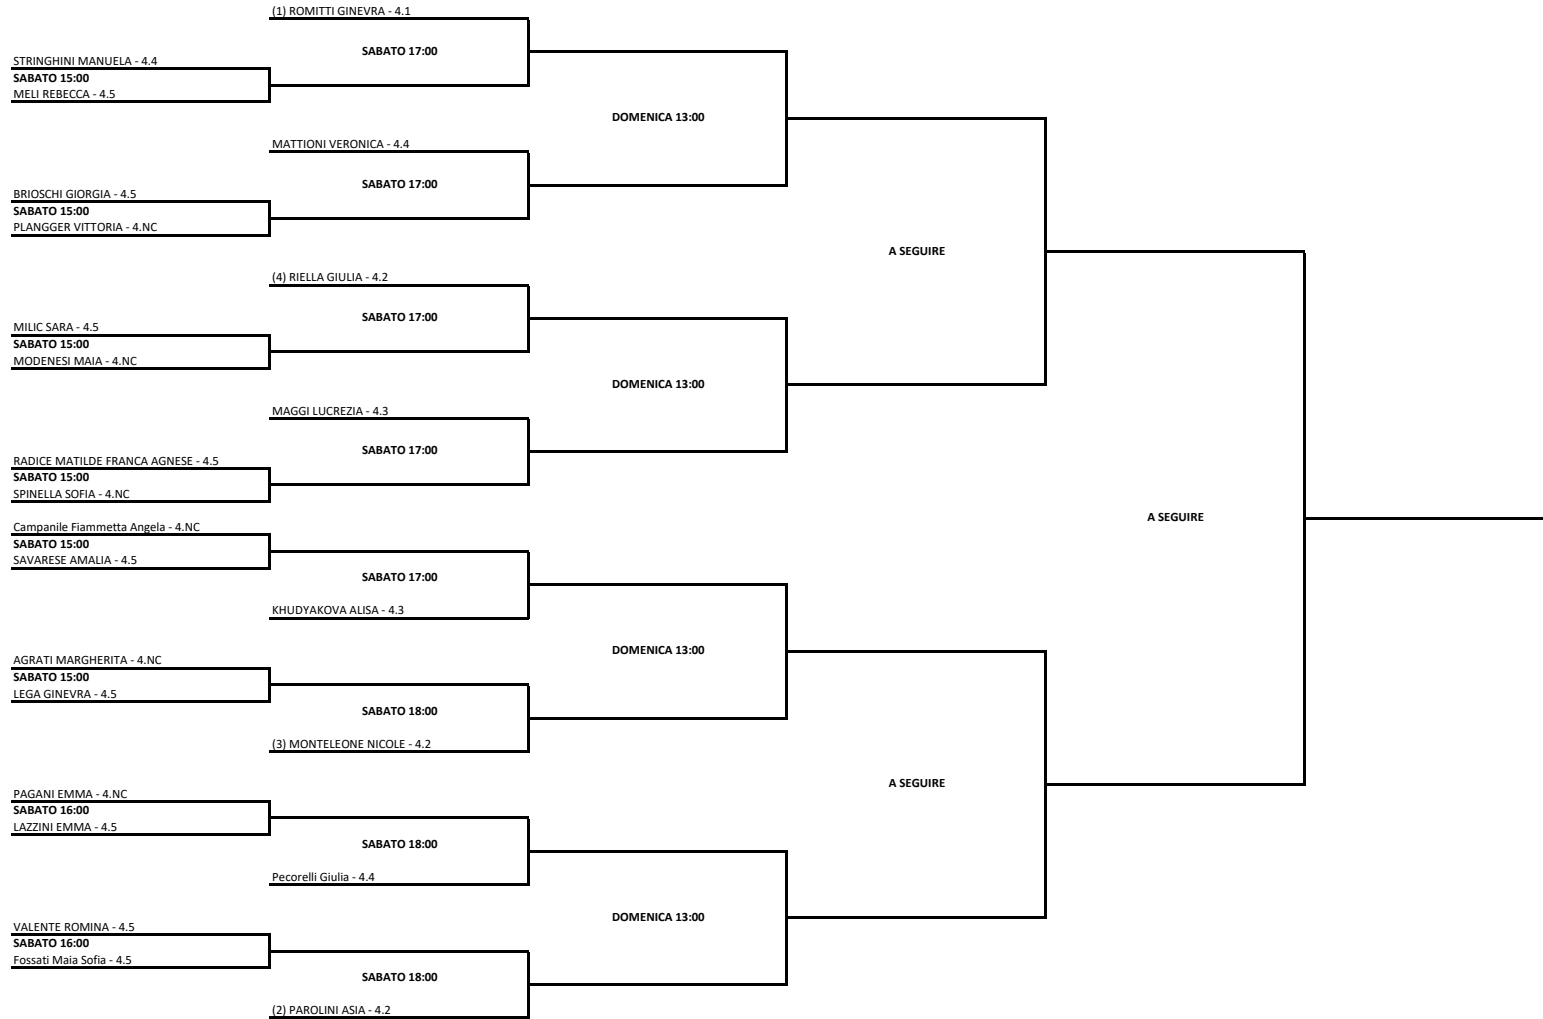 (1) ROMITTI GINEVRA - 4.1
SABATO 17:00
STRINGHINI MANUELA - 4.4
SABATO 15:00
MELI REBECCA - 4.5
DOMENICA 13:00
MATTIONI VERONICA - 4.4
SABATO 17:00
BRIOSCHI GIORGIA - 4.5
SABATO 15:00
PLANGGER VITTORIA - 4.NC
A SEGUIRE
(4) RIELLA GIULIA - 4.2
SABATO 17:00
MILIC SARA - 4.5
SABATO 15:00
MODENESI MAIA - 4.NC
DOMENICA 13:00
MAGGI LUCREZIA - 4.3
SABATO 17:00
RADICE MATILDE FRANCA AGNESE - 4.5
SABATO 15:00
SPINELLA SOFIA - 4.NC
A SEGUIRE
Campanile Fiammetta Angela - 4.NC
SABATO 15:00
SAVARESE AMALIA - 4.5
SABATO 17:00
KHUDYAKOVA ALISA - 4.3
DOMENICA 13:00
AGRATI MARGHERITA - 4.NC
SABATO 15:00
LEGA GINEVRA - 4.5
SABATO 18:00
(3) MONTELEONE NICOLE - 4.2
A SEGUIRE
PAGANI EMMA - 4.NC
SABATO 16:00
LAZZINI EMMA - 4.5
SABATO 18:00
Pecorelli Giulia - 4.4
DOMENICA 13:00
VALENTE ROMINA - 4.5
SABATO 16:00
Fossati Maia Sofia - 4.5
SABATO 18:00
(2) PAROLINI ASIA - 4.2